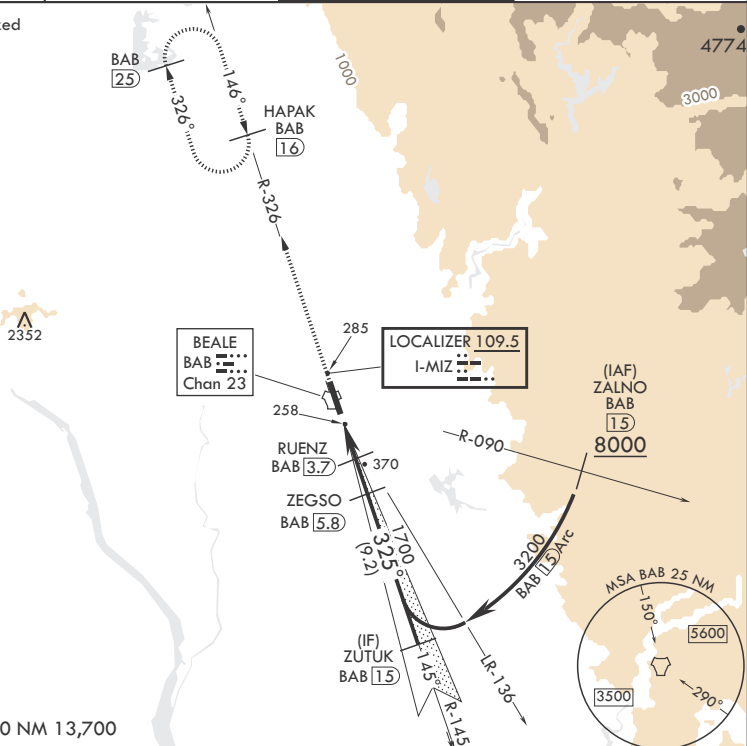 ed
BAB
25
326°
146°
HAPAK
BAB
16
R-326
1000
4774
3000
2352
BEALE
BAB
Chan 23
285
LOCALIZER 109.5
I-MIZ
(IAF)
ZALNO
BAB
15
8000
R-090
258
RUENZ
BAB 3.7
370
ZEGSO
BAB 5.8
1700
325°
(9.2)
3200
BAB 15 Arc
(IF)
ZUTUK
BAB 15
145°
R-145
LR-136
MSA BAB 25 NM
150°
5600
3500
290°
0 NM 13,700